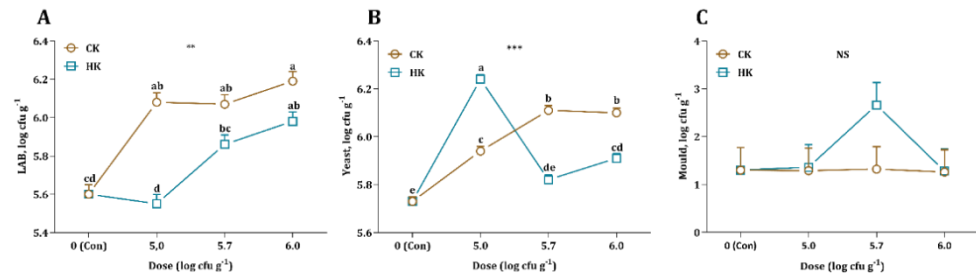 A
**
CK
HK
LAB, log cfu g⁻¹
6.4
6.2
6.0
5.8
5.6
5.4
cd
ab
ab
a
d
bc
ab
0 (Con)
5.0
5.7
6.0
Dose (log cfu g⁻¹)
B
***
CK
HK
Yeast, log cfu g⁻¹
6.4
6.2
6.0
5.8
5.6
e
a
c
b
b
de
cd
0 (Con)
5.0
5.7
6.0
Dose (log cfu g⁻¹)
C
NS
CK
HK
Mould, log cfu g⁻¹
4
3
2
1
0
0 (Con)
5.0
5.7
6.0
Dose (log cfu g⁻¹)